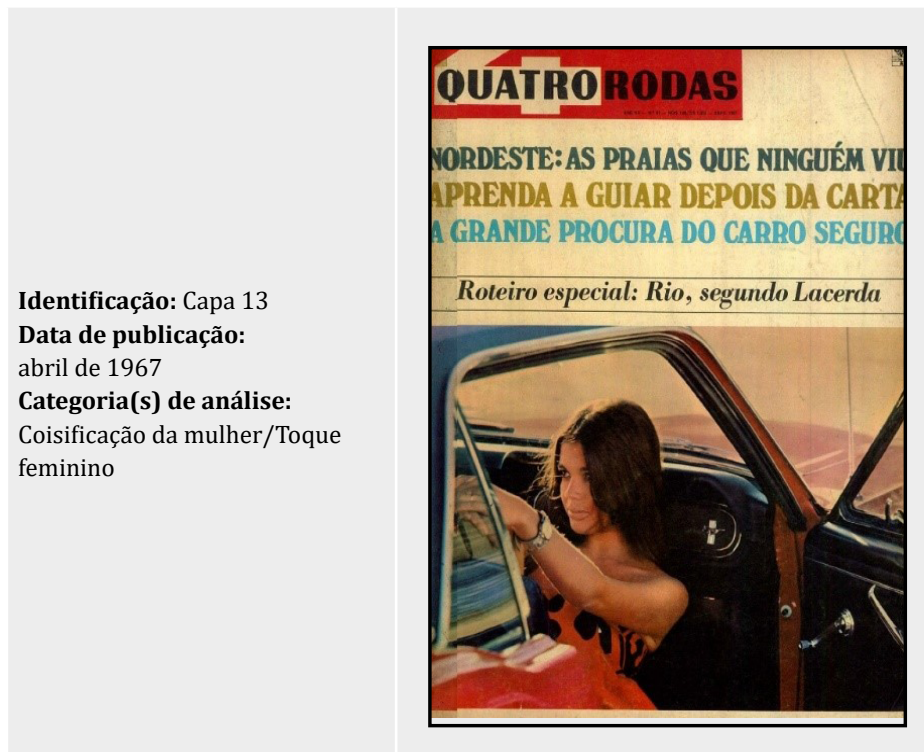 Identificação: Capa 13
Data de publicação:
abril de 1967
Categoria(s) de análise:
Coisificação da mulher/Toque
feminino
QUATRO RODAS
NORDESTE: AS PRAIAS QUE NINGUÉM VIU
APRENDA A GUIAR DEPOIS DA CARTA
A GRANDE PROCURA DO CARRO SEGURO
Roteiro especial: Rio, segundo Lacerda